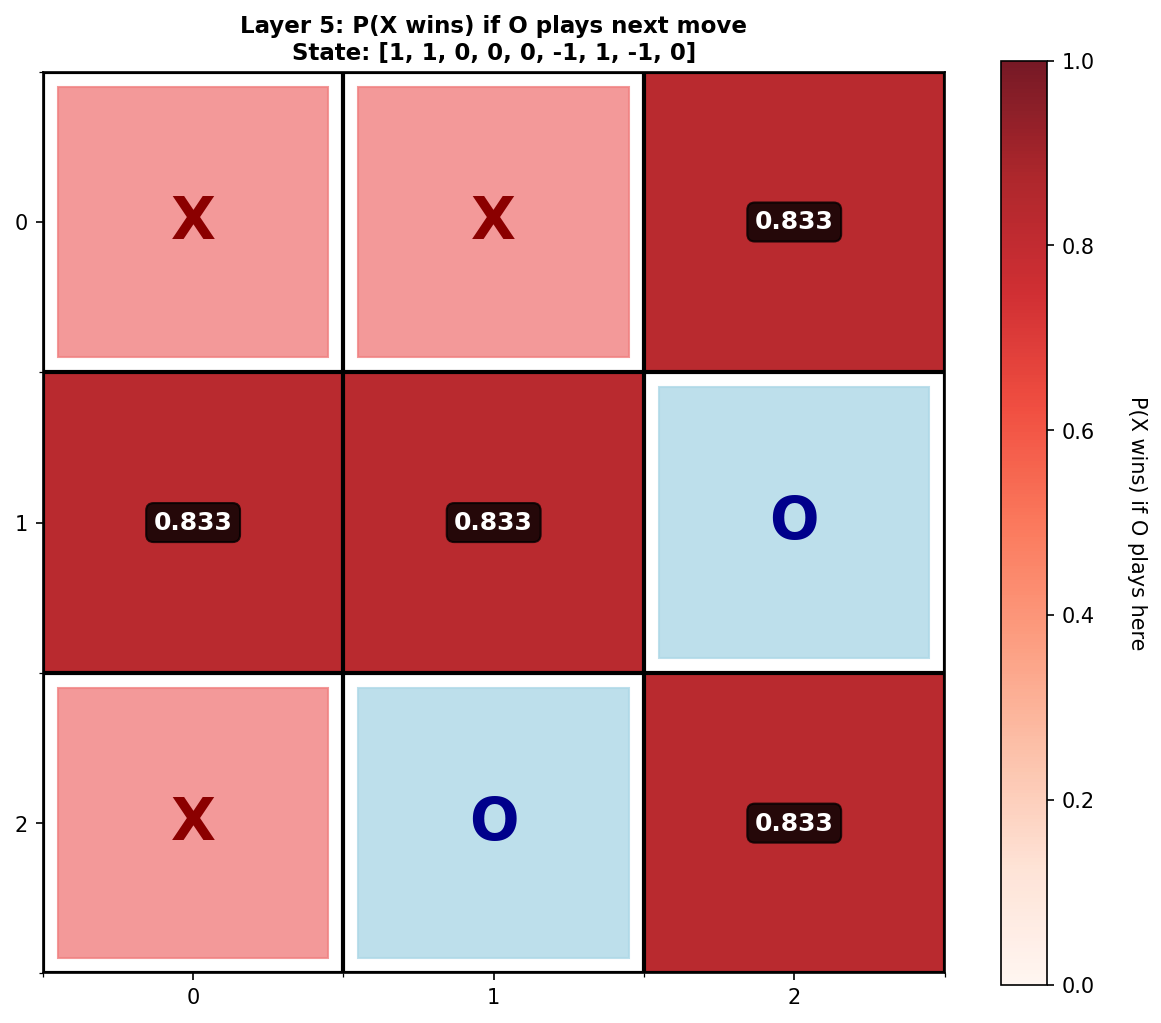 Layer 5: P(X wins) if O plays next move
State: [1, 1, 0, 0, 0, -1, 1, -1, 0]
0
X
X
0.833
1
0.833
0.833
O
2
X
O
0.833
0
1
2
1.0
0.8
0.6
0.4
0.2
0.0
P(X wins) if O plays here